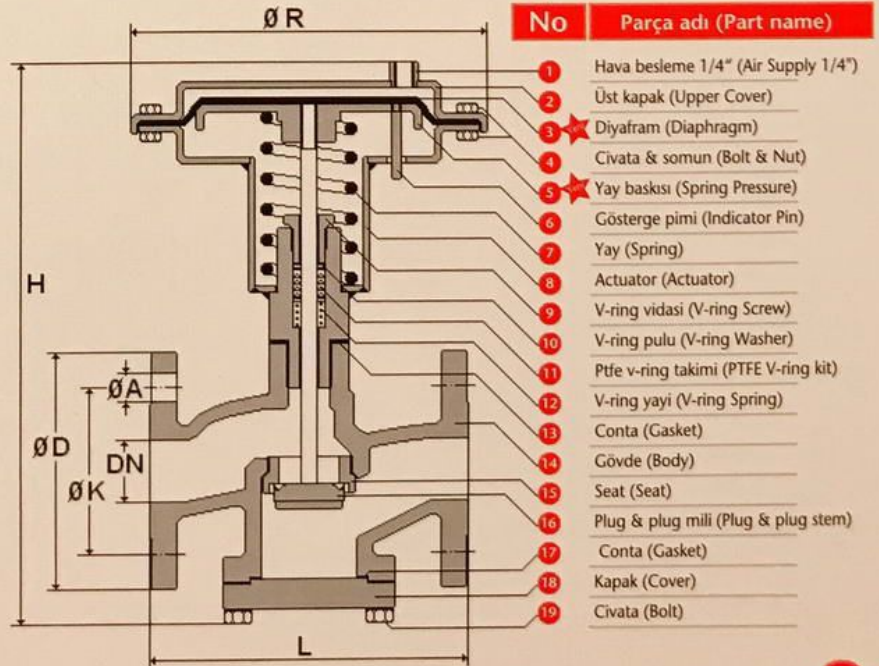 No Parça adı (Part name)
1 Hava besleme 1/4" (Air Supply 1/4")
2 Üst kapak (Upper Cover)
3 Diyafram (Diaphragm)
4 Civata & somun (Bolt & Nut)
5 Yay baskısı (Spring Pressure)
6 Gösterge pimi (Indicator Pin)
7 Yay (Spring)
8 Actuator (Actuator)
9 V-ring vidasi (V-ring Screw)
10 V-ring pulu (V-ring Washer)
11 Ptfe v-ring takimi (PTFE V-ring kit)
12 V-ring yayi (V-ring Spring)
13 Conta (Gasket)
14 Gövde (Body)
15 Seat (Seat)
16 Plug & plug mili (Plug & plug stem)
17 Conta (Gasket)
18 Kapak (Cover)
19 Civata (Bolt)
Ø R
H
ØA
ØD
DN
ØK
L